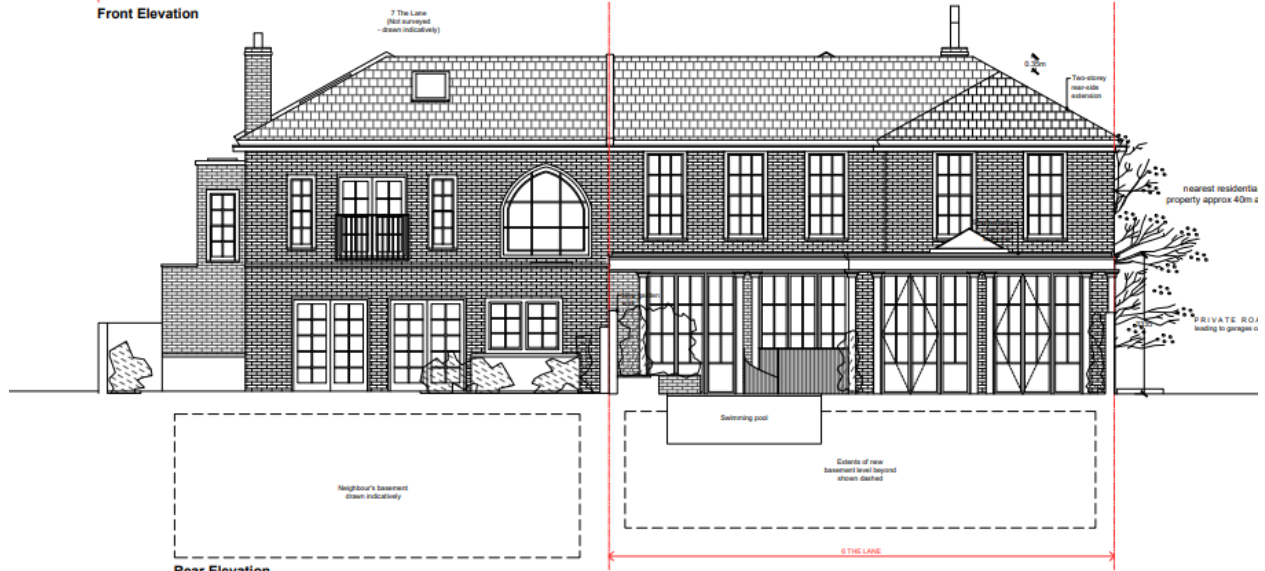 Front Elevation
7 The Lane
(Not surveyed
- drawn indicatively)
0.35m
Two-storey
rear-side
extension
nearest residentia
property approx 40m a
PRIVATE ROA
leading to garages o
Swimming pool
Extents of new
basement level beyond
shown dashed
Neighbour's basement
drawn indicatively
6 THE LANE
Rear Elevation